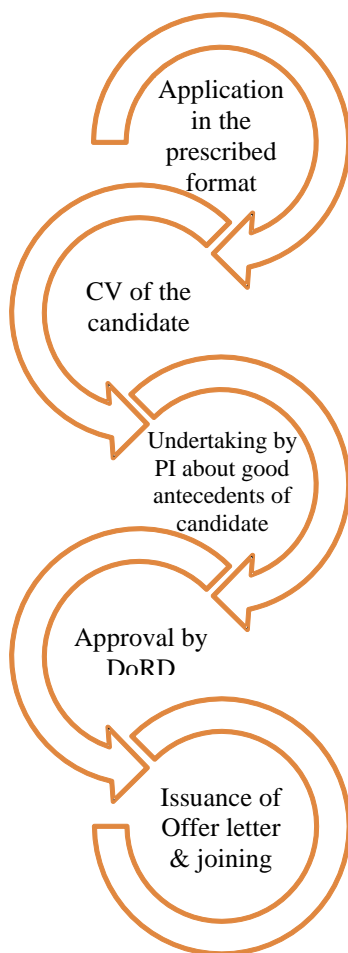 Application
in the
prescribed
format
CV of the
candidate
Undertaking by
PI about good
antecedents of
candidate
Approval by
DoRD
Issuance of
Offer letter
& joining